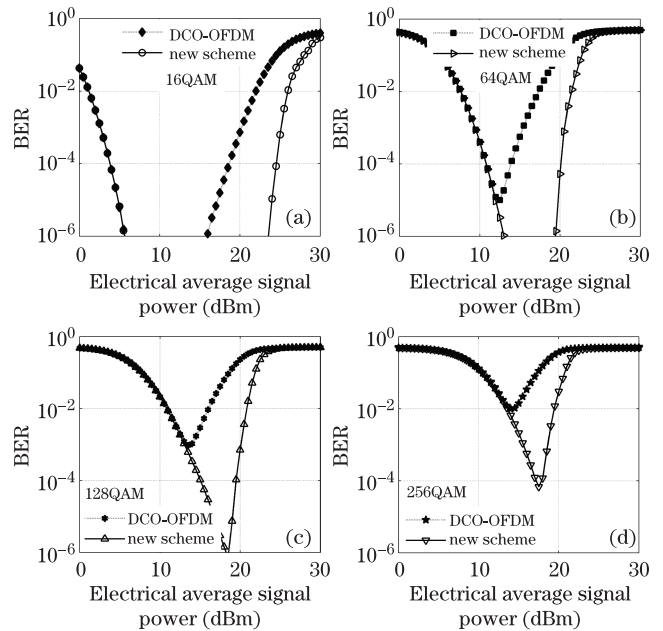 10^0
10^-2
10^-4
10^-6
BER
DCO-OFDM
new scheme
16QAM
(a)
0 10 20 30
Electrical average signal
power (dBm)
10^0
10^-2
10^-4
10^-6
BER
DCO-OFDM
new scheme
64QAM
(b)
0 10 20 30
Electrical average signal
power (dBm)
10^0
10^-2
10^-4
10^-6
BER
128QAM
DCO-OFDM
new scheme
(c)
0 10 20 30
Electrical average signal
power (dBm)
10^0
10^-2
10^-4
10^-6
BER
256QAM
DCO-OFDM
new scheme
(d)
0 10 20 30
Electrical average signal
power (dBm)